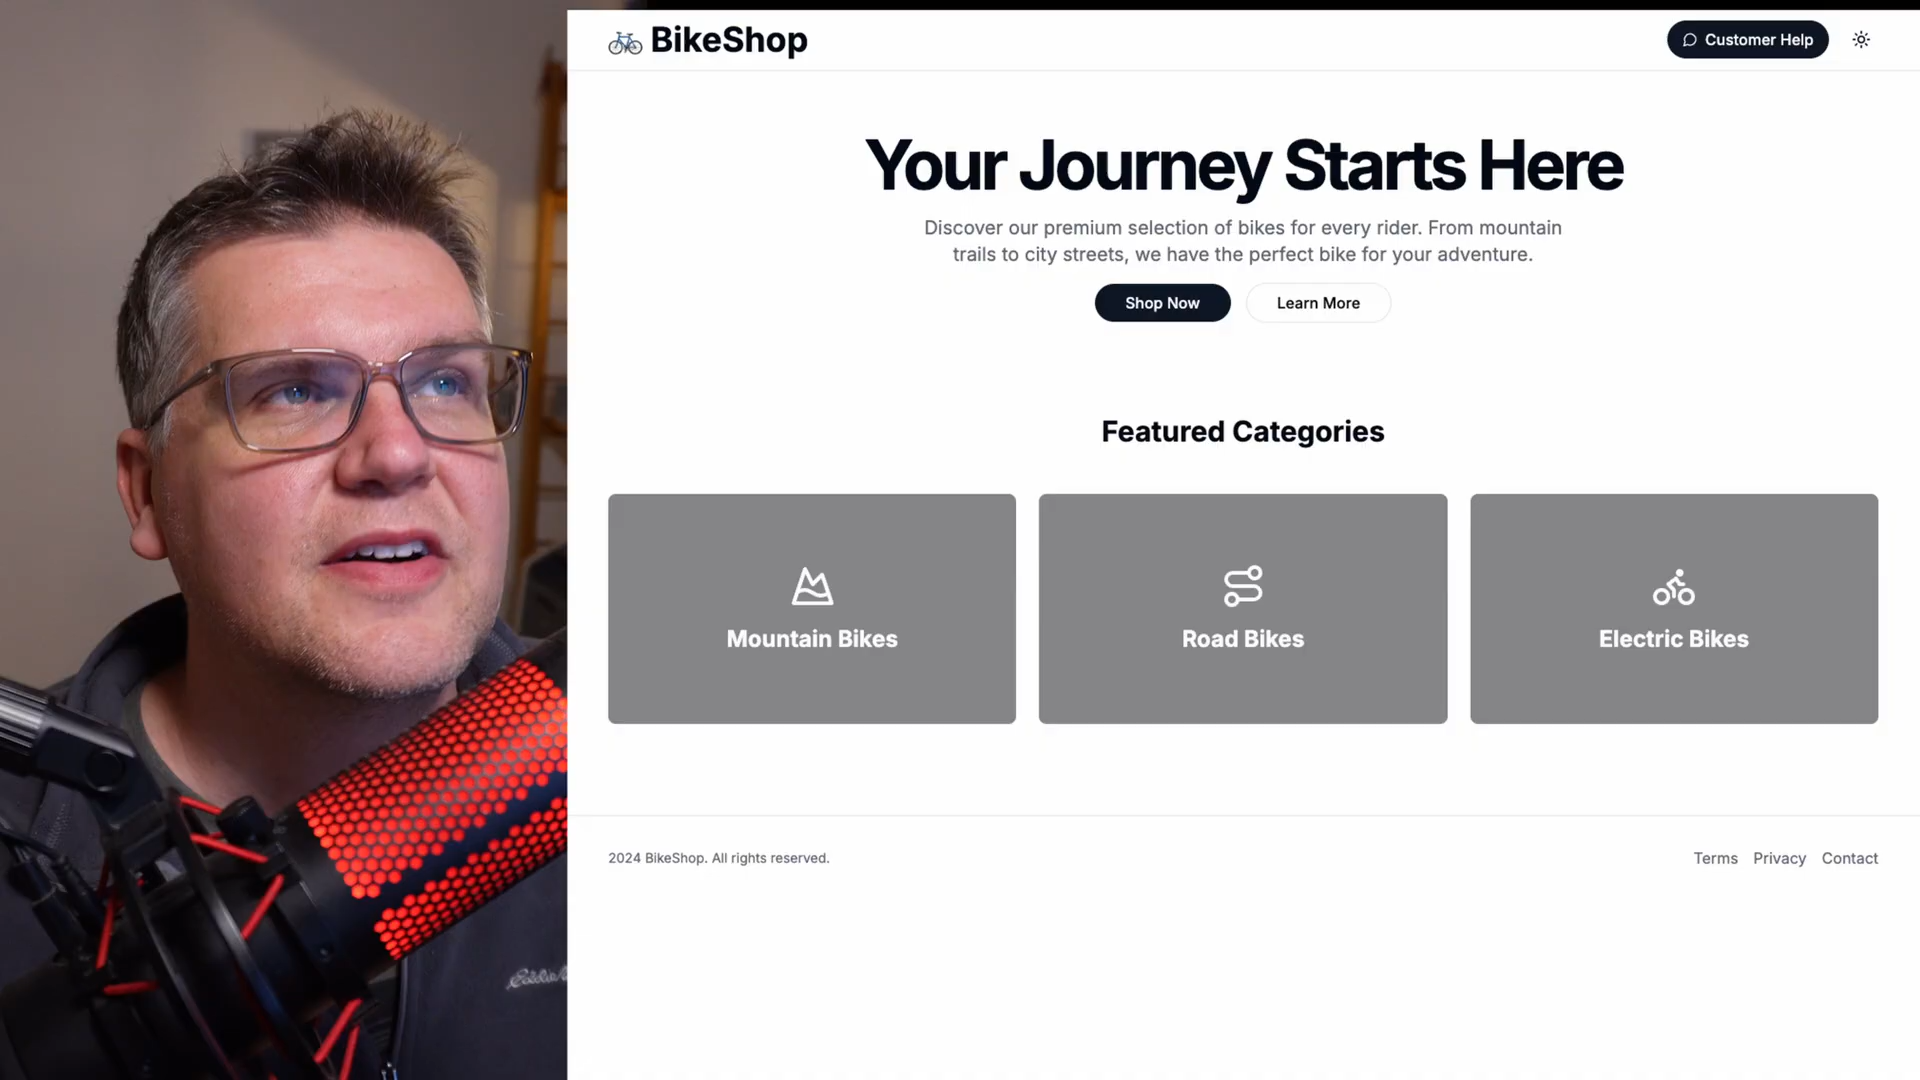 BikeShop
Customer Help
Your Journey Starts Here
Discover our premium selection of bikes for every rider. From mountain
trails to city streets, we have the perfect bike for your adventure.
Shop Now
Learn More
Featured Categories
Mountain Bikes
Road Bikes
Electric Bikes
2024 BikeShop. All rights reserved.
Terms
Privacy
Contact